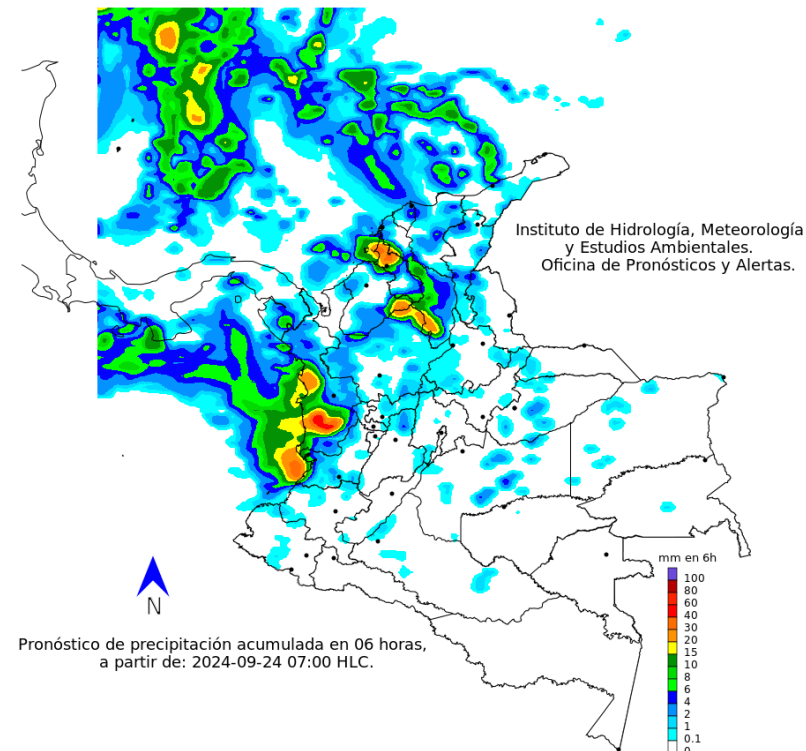 Instituto de Hidrología, Meteorología
y Estudios Ambientales.
Oficina de Pronósticos y Alertas.
mm en 6h
100
80
60
40
30
20
15
10
8
6
4
2
1
0.1
0
N
Pronóstico de precipitación acumulada en 06 horas,
a partir de: 2024-09-24 07:00 HLC.